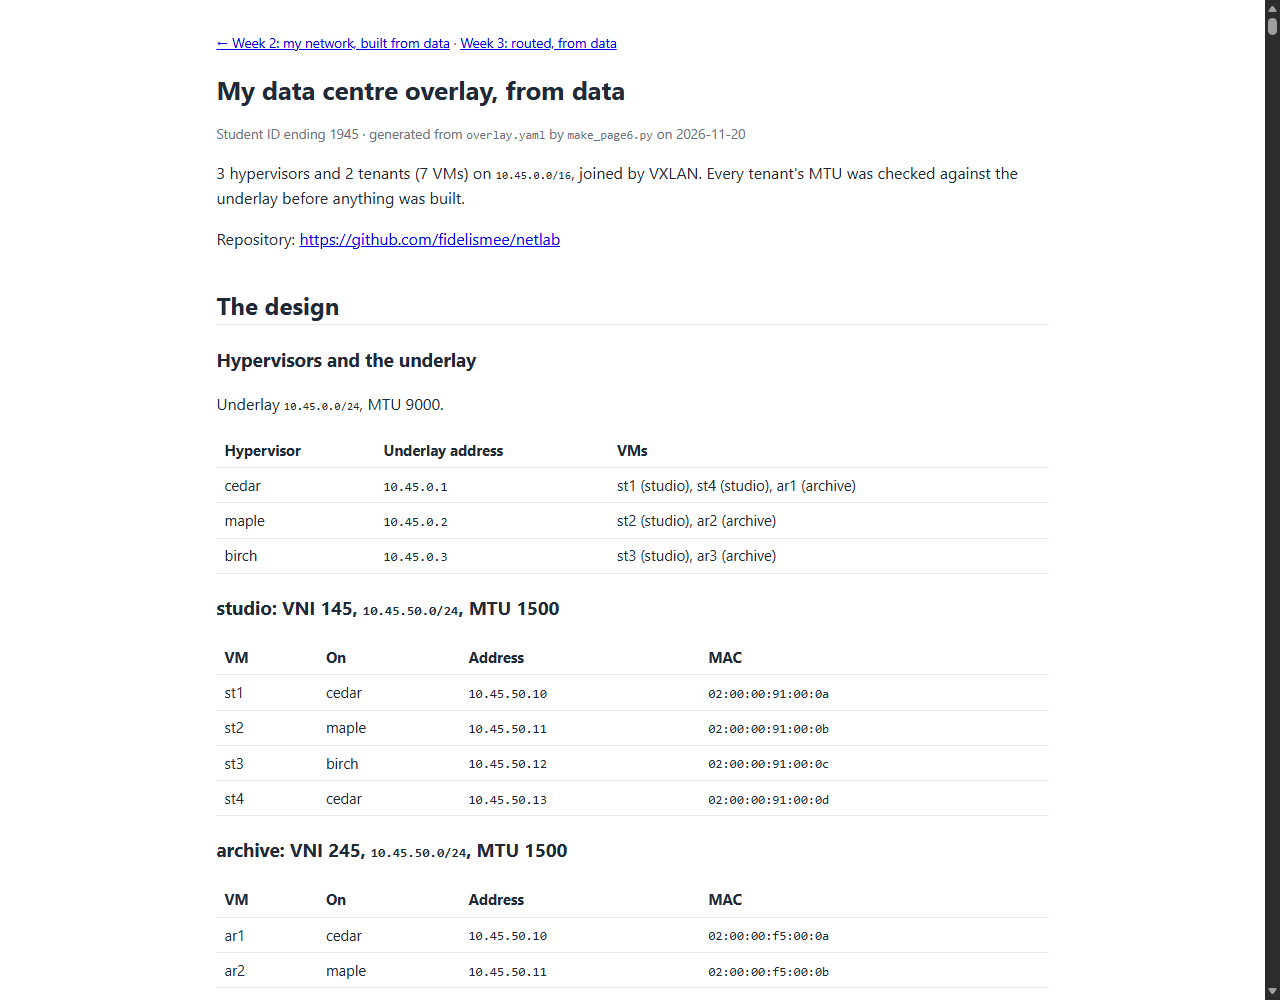 ← Week 2: my network, built from data · Week 3: routed, from data
My data centre overlay, from data
Student ID ending 1945 · generated from overlay.yaml by make_page6.py on 2026-11-20
3 hypervisors and 2 tenants (7 VMs) on 10.45.0.0/16, joined by VXLAN. Every tenant's MTU was checked against the
underlay before anything was built.
Repository: https://github.com/fidelismee/netlab
The design
Hypervisors and the underlay
Underlay 10.45.0.0/24, MTU 9000.
Hypervisor Underlay address VMs
cedar 10.45.0.1 st1 (studio), st4 (studio), ar1 (archive)
maple 10.45.0.2 st2 (studio), ar2 (archive)
birch 10.45.0.3 st3 (studio), ar3 (archive)
studio: VNI 145, 10.45.50.0/24, MTU 1500
VM On Address MAC
st1 cedar 10.45.50.10 02:00:00:91:00:0a
st2 maple 10.45.50.11 02:00:00:91:00:0b
st3 birch 10.45.50.12 02:00:00:91:00:0c
st4 cedar 10.45.50.13 02:00:00:91:00:0d
archive: VNI 245, 10.45.50.0/24, MTU 1500
VM On Address MAC
ar1 cedar 10.45.50.10 02:00:00:f5:00:0a
ar2 maple 10.45.50.11 02:00:00:f5:00:0b